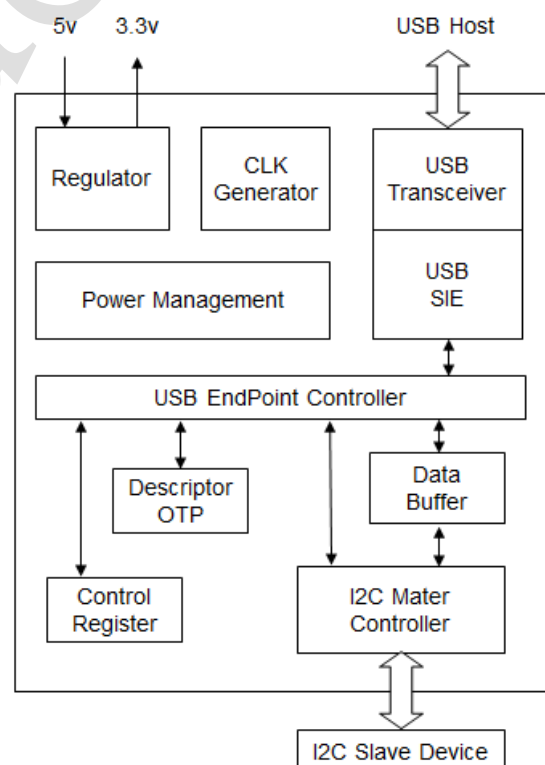 5v 3.3v USB Host
Regulator
CLK
Generator
USB
Transceiver
USB
SIE
Power Management
USB EndPoint Controller
Descriptor
OTP
Data
Buffer
Control
Register
I2C Mater
Controller
I2C Slave Device